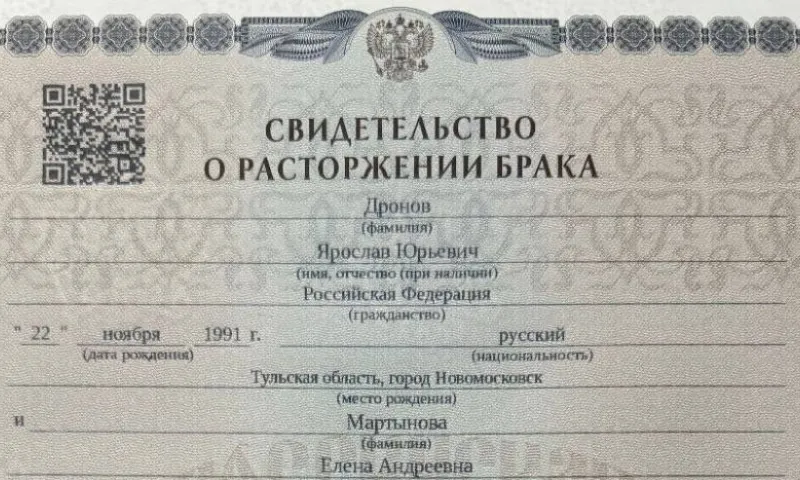 СВИДЕТЕЛЬСТВО
О РАСТОРЖЕНИИ БРАКА
Дронов
(фамилия)
Ярослав Юрьевич
(имя, отчество (при наличии)
Российская Федерация
(гражданство)
" 22 " ноября 1991 г. русский
(дата рождения) (национальность)
Тульская область, город Новомосковск
(место рождения)
и Мартынова
(фамилия)
Елена Андреевна